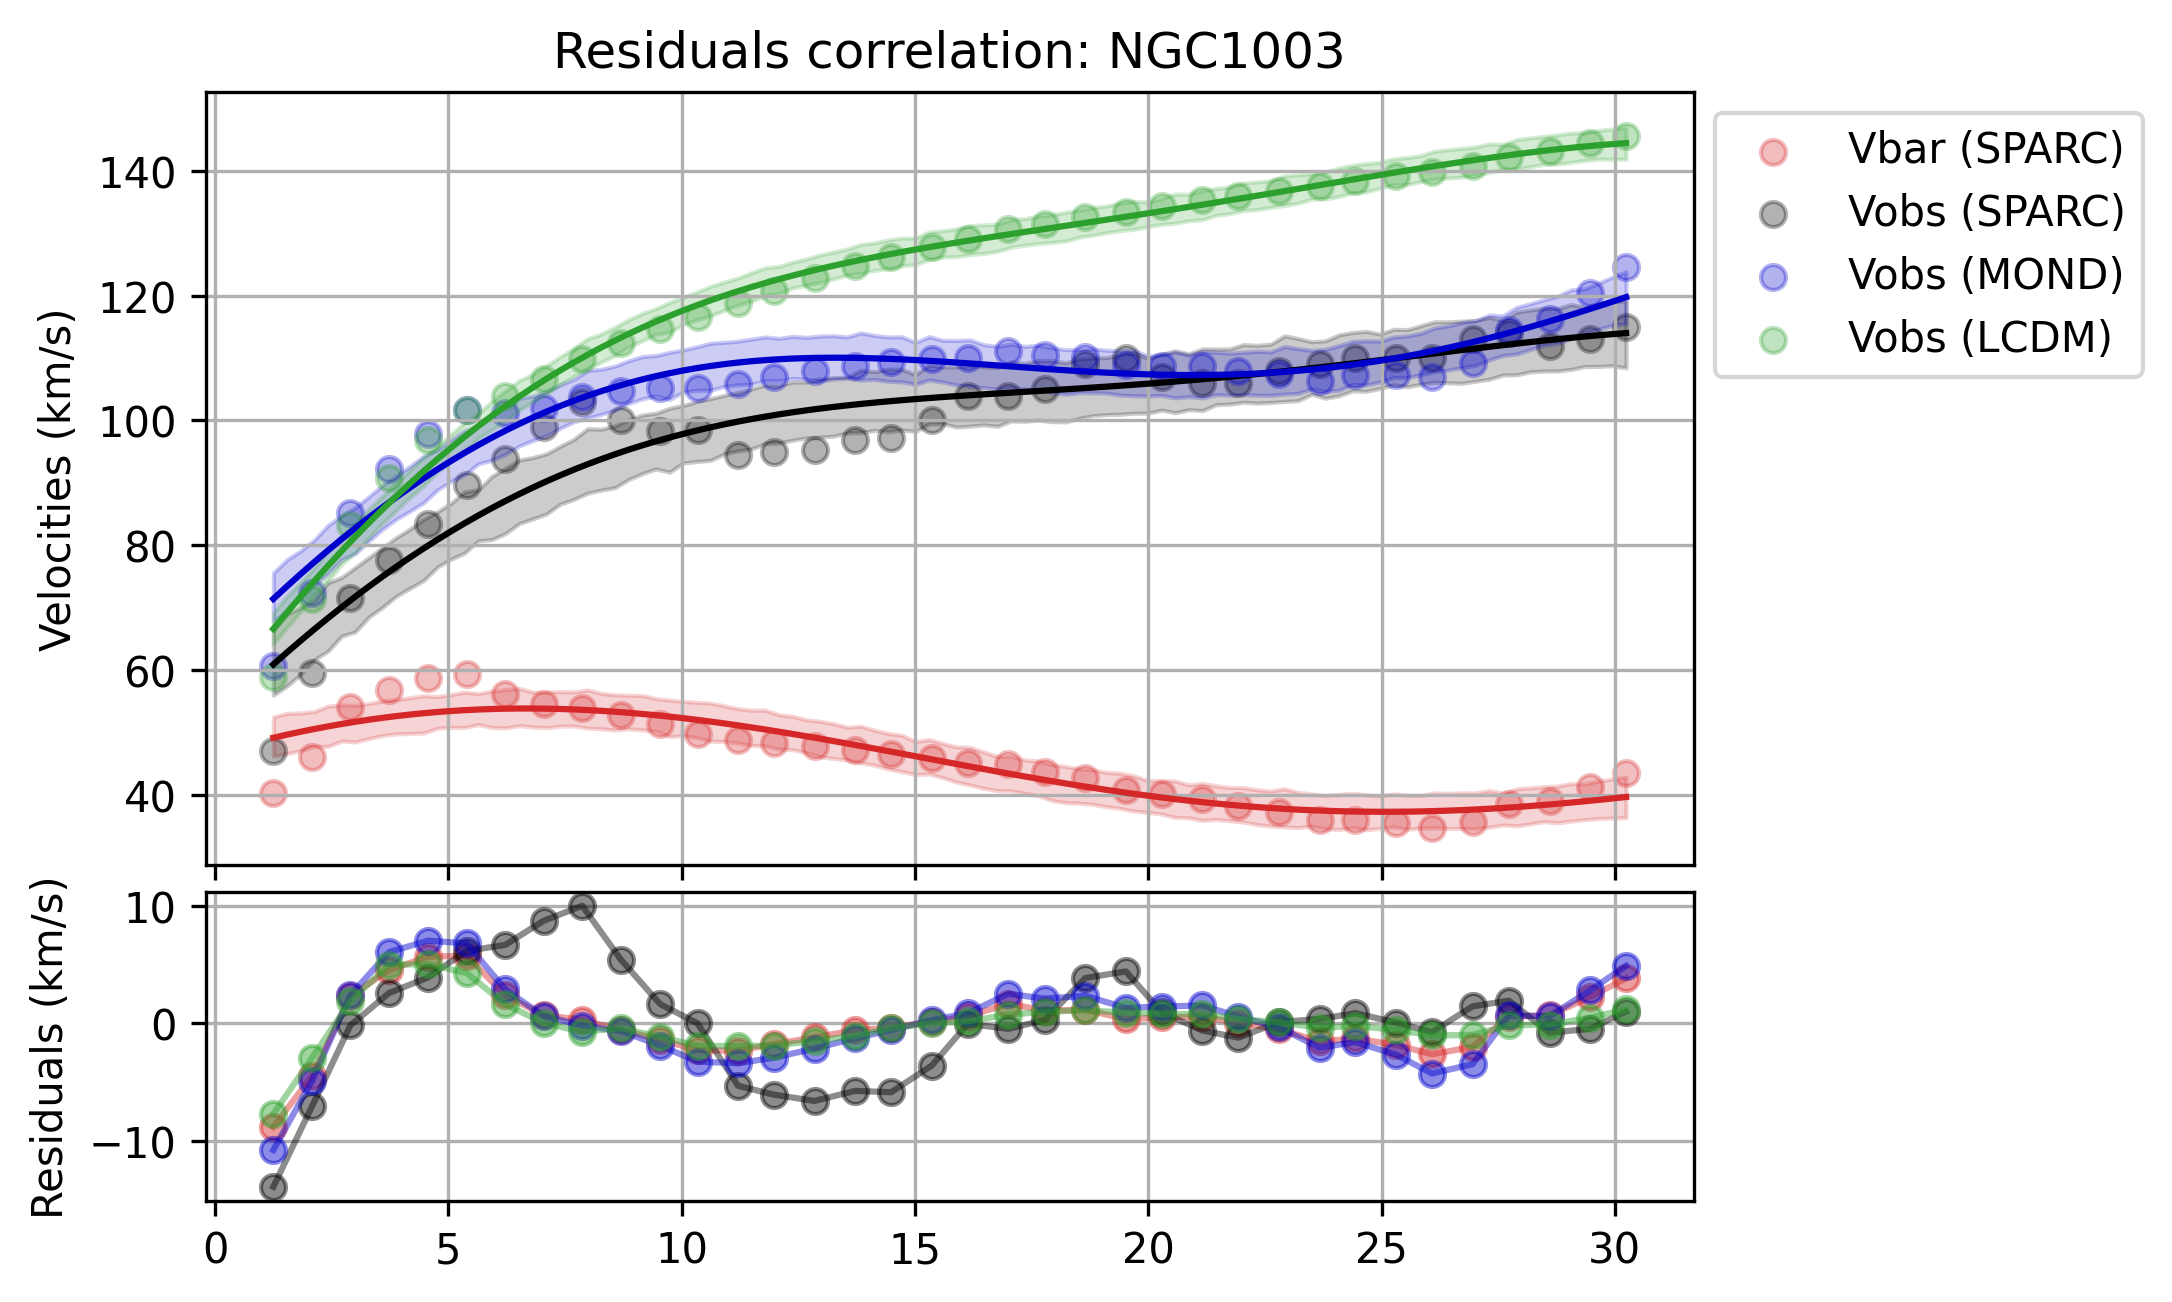 Residuals correlation: NGC1003
Velocities (km/s)
140
120
100
80
60
40
Vbar (SPARC)
Vobs (SPARC)
Vobs (MOND)
Vobs (LCDM)
Residuals (km/s)
10
0
−10
0 5 10 15 20 25 30